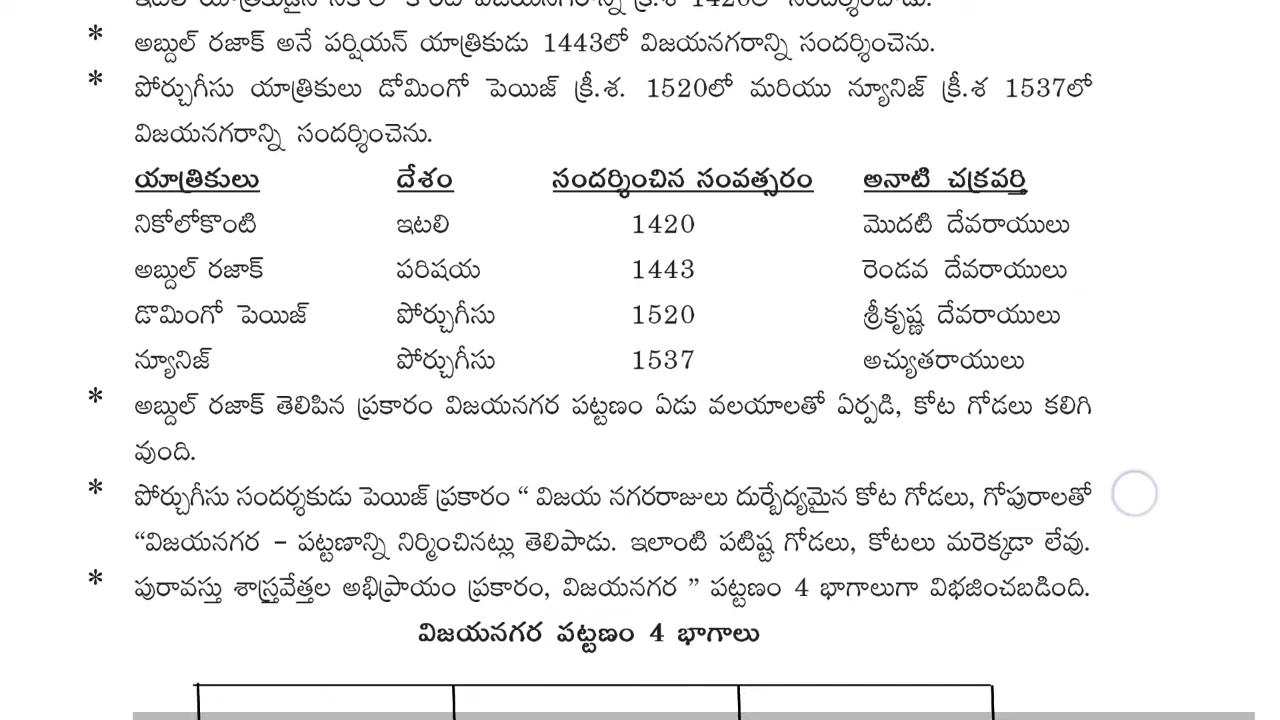 * అబ్దుల్ రజాక్ అనే పర్షియన్ యాత్రికుడు 1443లో విజయనగరాన్ని సందర్శించెను.
* పోర్చుగీసు యాత్రికులు డోమింగో పెయిజ్ క్రీ.శ. 1520లో మరియు న్యూనిజ్ క్రీ.శ 1537లో
విజయనగరాన్ని సందర్శించెను.
యాత్రికులు దేశం సందర్శించిన సంవత్సరం అనాటి చక్రవర్తి
నికోలోకొంటి ఇటలి 1420 మొదటి దేవరాయులు
అబ్దుల్ రజాక్ పరిషయ 1443 రెండవ దేవరాయులు
డొమింగో పెయిజ్ పోర్చుగీసు 1520 శ్రీకృష్ణ దేవరాయులు
న్యూనిజ్ పోర్చుగీసు 1537 అచ్యుతరాయులు
* అబ్దుల్ రజాక్ తెలిపిన ప్రకారం విజయనగర పట్టణం ఏడు వలయాలతో ఏర్పడి, కోట గోడలు కలిగి
వుంది.
* పోర్చుగీసు సందర్శకుడు పెయిజ్ ప్రకారం “ విజయ నగరరాజులు దుర్భేద్యమైన కోట గోడలు, గోపురాలతో
“విజయనగర – పట్టణాన్ని నిర్మించినట్లు తెలిపాడు. ఇలాంటి పటిష్ట గోడలు, కోటలు మరెక్కడా లేవు.
* పురావస్తు శాస్త్రవేత్తల అభిప్రాయం ప్రకారం, విజయనగర ” పట్టణం 4 భాగాలుగా విభజించబడింది.
విజయనగర పట్టణం 4 భాగాలు